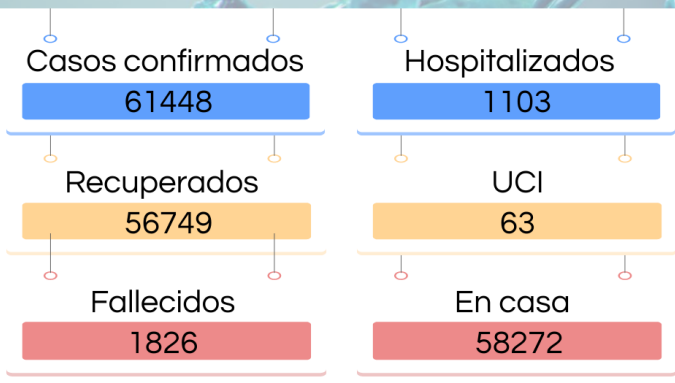 Casos confirmados
61448
Hospitalizados
1103
Recuperados
56749
UCI
63
Fallecidos
1826
En casa
58272